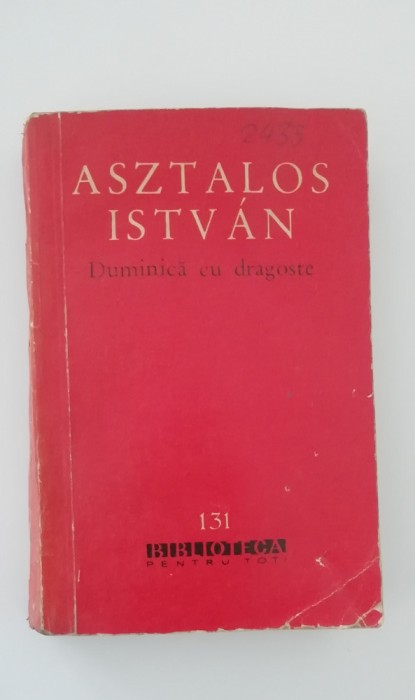 2435
ASZTALOS
ISTVÁN
Duminică cu dragoste
131
BIBLIOTECA
PENTRU TOȚI